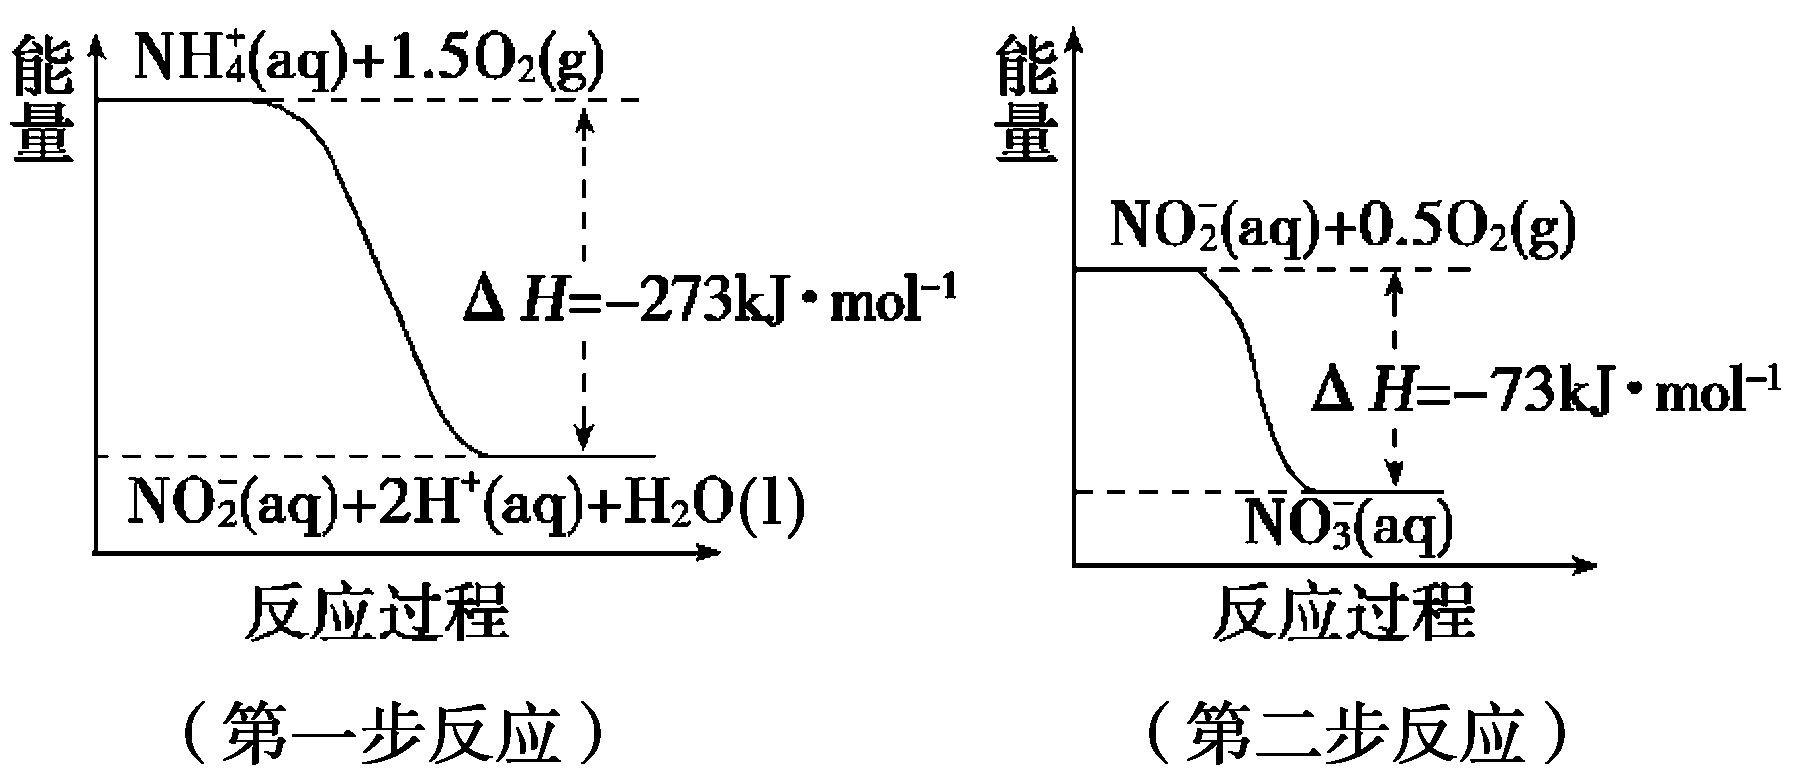 能量
NH₄⁺(aq)+1.5O₂(g)
ΔH=−273kJ•mol⁻¹
NO₂⁻(aq)+2H⁺(aq)+H₂O(l)
反应过程
（第一步反应）
能量
NO₂⁻(aq)+0.5O₂(g)
ΔH=−73kJ•mol⁻¹
NO₃⁻(aq)
反应过程
（第二步反应）